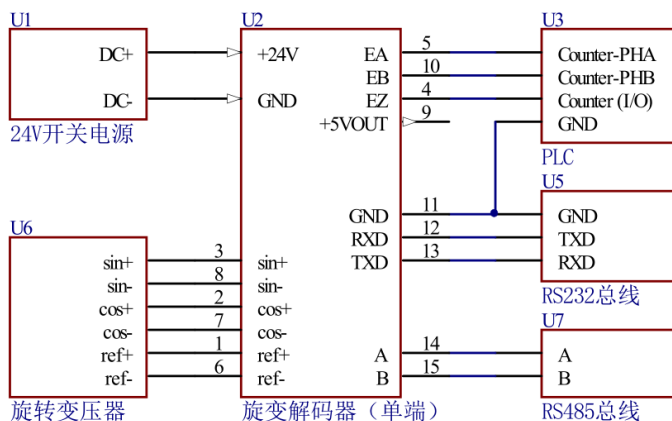 U1
DC+
DC-
24V开关电源
U6
sin+
sin-
cos+
cos-
ref+
ref-
旋转变压器
3
8
2
7
1
6
U2
+24V
GND
sin+
sin-
cos+
cos-
ref+
ref-
EA
EB
EZ
+5VOUT
GND
RXD
TXD
A
B
旋变解码器（单端）
5
10
4
9
11
12
13
14
15
U3
Counter-PHA
Counter-PHB
Counter (I/O)
GND
PLC
U5
GND
TXD
RXD
RS232总线
U7
A
B
RS485总线